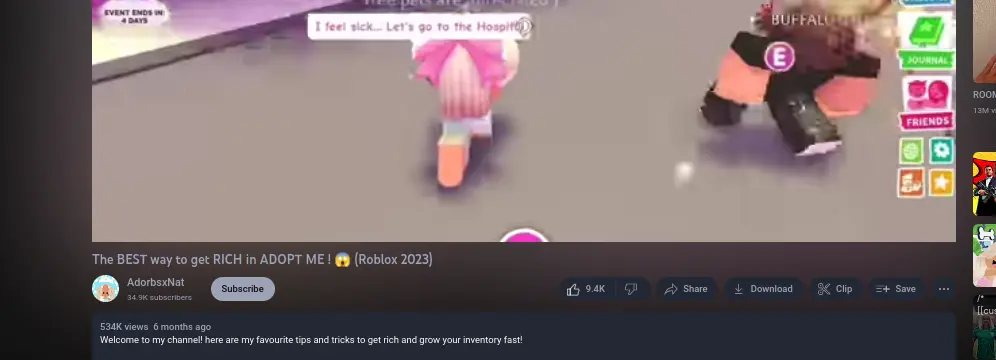 EVENT ENDS IN:
4 DAYS
I feel sick... Let's go to the Hospital
BUFFALO
E
JOURNAL
FRIENDS
ROOM
13M
The BEST way to get RICH in ADOPT ME ! 😱 (Roblox 2023)
AdorbsxNat
34.9K subscribers
Subscribe
9.4K
Share
Download
Clip
Save
/*
[[cus
534K views 6 months ago
Welcome to my channel! here are my favourite tips and tricks to get rich and grow your inventory fast!